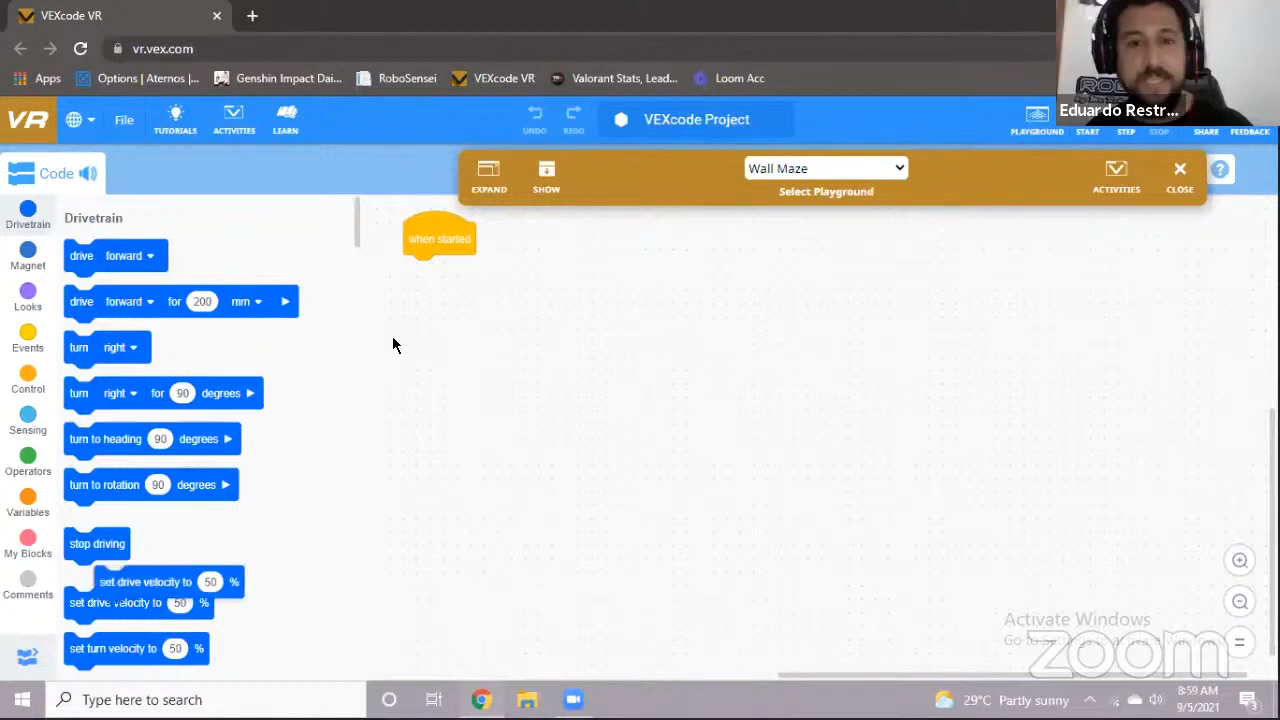 VEXcode VR
vr.vex.com
Apps
Options | Aternos |...
Genshin Impact Dai...
RoboSensei
VEXcode VR
Valorant Stats, Lead...
Loom Acc
Eduardo Restr...
VR
File
TUTORIALS
ACTIVITIES
LEARN
UNDO
REDO
VEXcode Project
PLAYGROUND
START
STEP
STOP
SHARE
FEEDBACK
Code
EXPAND
SHOW
Wall Maze
Select Playground
ACTIVITIES
CLOSE
?
Drivetrain
Magnet
Looks
Events
Control
Sensing
Operators
Variables
My Blocks
Comments
Drivetrain
drive forward
drive forward for 200 mm
turn right
turn right for 90 degrees
turn to heading 90 degrees
turn to rotation 90 degrees
stop driving
set drive velocity to 50 %
set drive velocity to 50 %
set turn velocity to 50 %
when started
Activate Windows
zoom
Type here to search
29°C Partly sunny
8:59 AM
9/5/2021
3